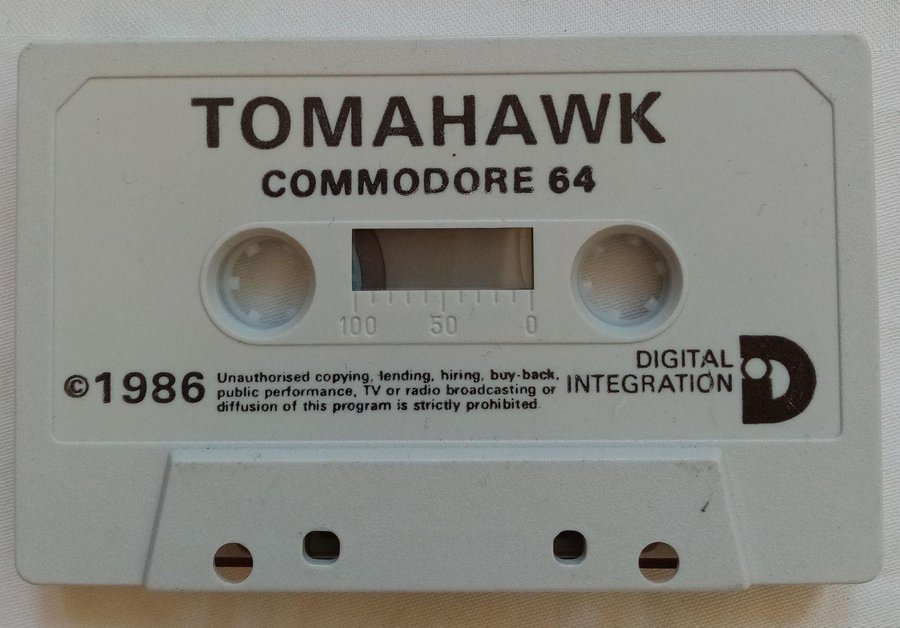 TOMAHAWK
COMMODORE 64
100 50 0
©1986
Unauthorised copying, lending, hiring, buy-back,
public performance, TV or radio broadcasting or
diffusion of this program is strictly prohibited.
DIGITAL
INTEGRATION
Di